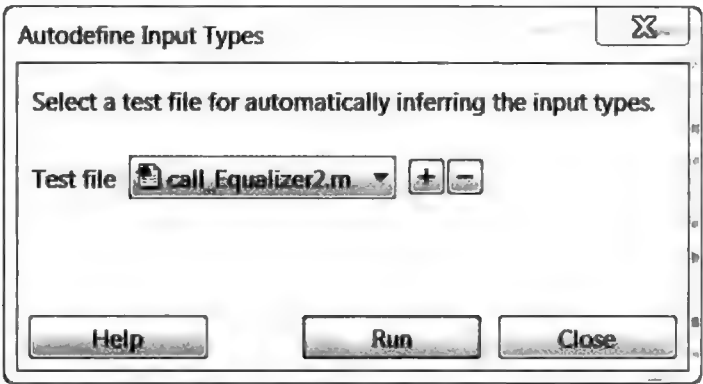 Autodefine Input Types
Select a test file for automatically inferring the input types.
Test file call_Equalizer2.m + −
Help Run Close